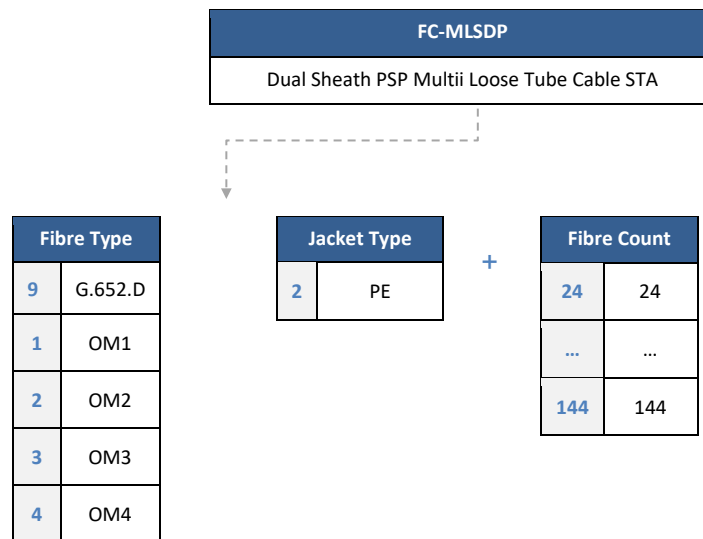 FC-MLSDP
Dual Sheath PSP Multii Loose Tube Cable STA
Fibre Type
9 G.652.D
1 OM1
2 OM2
3 OM3
4 OM4
Jacket Type
2 PE
+
Fibre Count
24 24
... ...
144 144